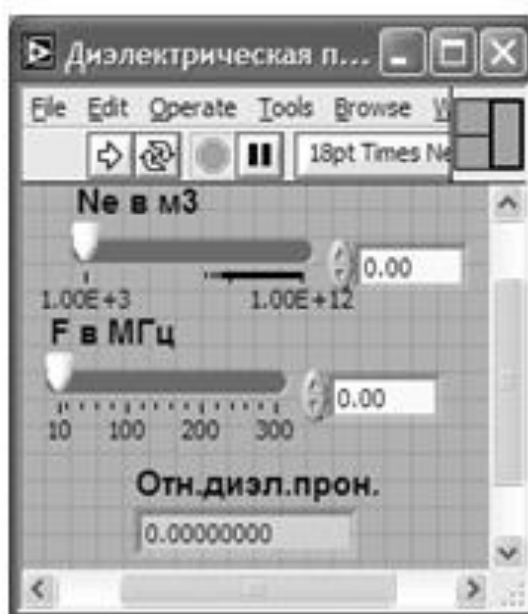 Диэлектрическая п...
File Edit Operate Tools Browse W
18pt Times Ne
Ne в м3
0.00
1.00E+3 1.00E+12
F в МГц
0.00
10 100 200 300
Отн.диэл.прон.
0.00000000